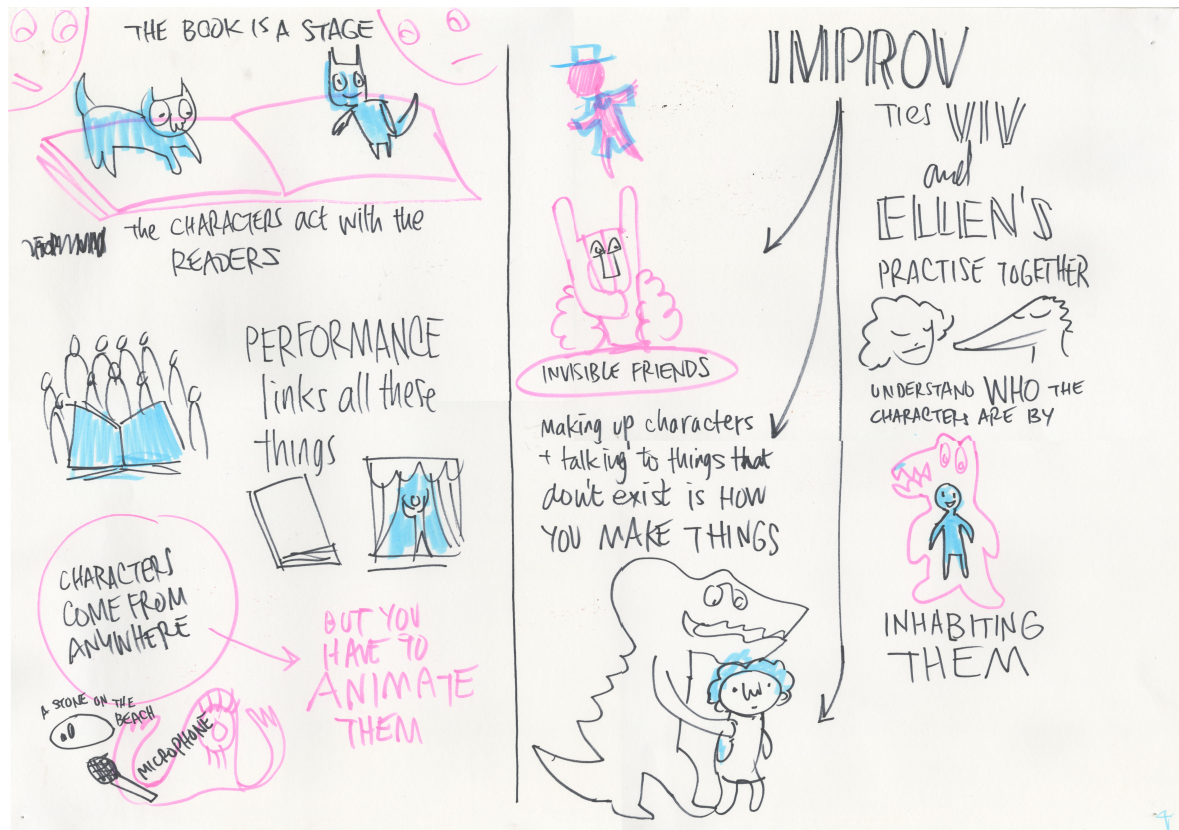 THE BOOK IS A STAGE
the CHARACTERS act with the
READERS
PERFORMANCE
links all these
things
CHARACTERS
COME FROM
ANYWHERE
BUT YOU
HAVE TO
ANIMATE
THEM
A STONE ON THE
BEACH
MICROPHONE
INVISIBLE FRIENDS
making up characters
+ talking to things that
don't exist is HOW
YOU MAKE THINGS
IMPROV
TIES VIV
and
ELLEN'S
PRACTISE TOGETHER
UNDERSTAND WHO THE
CHARACTERS ARE BY
INHABITING
THEM